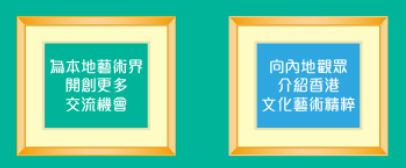 為本地藝術界
開創更多
交流機會
向內地觀眾
介紹香港
文化藝術精粹